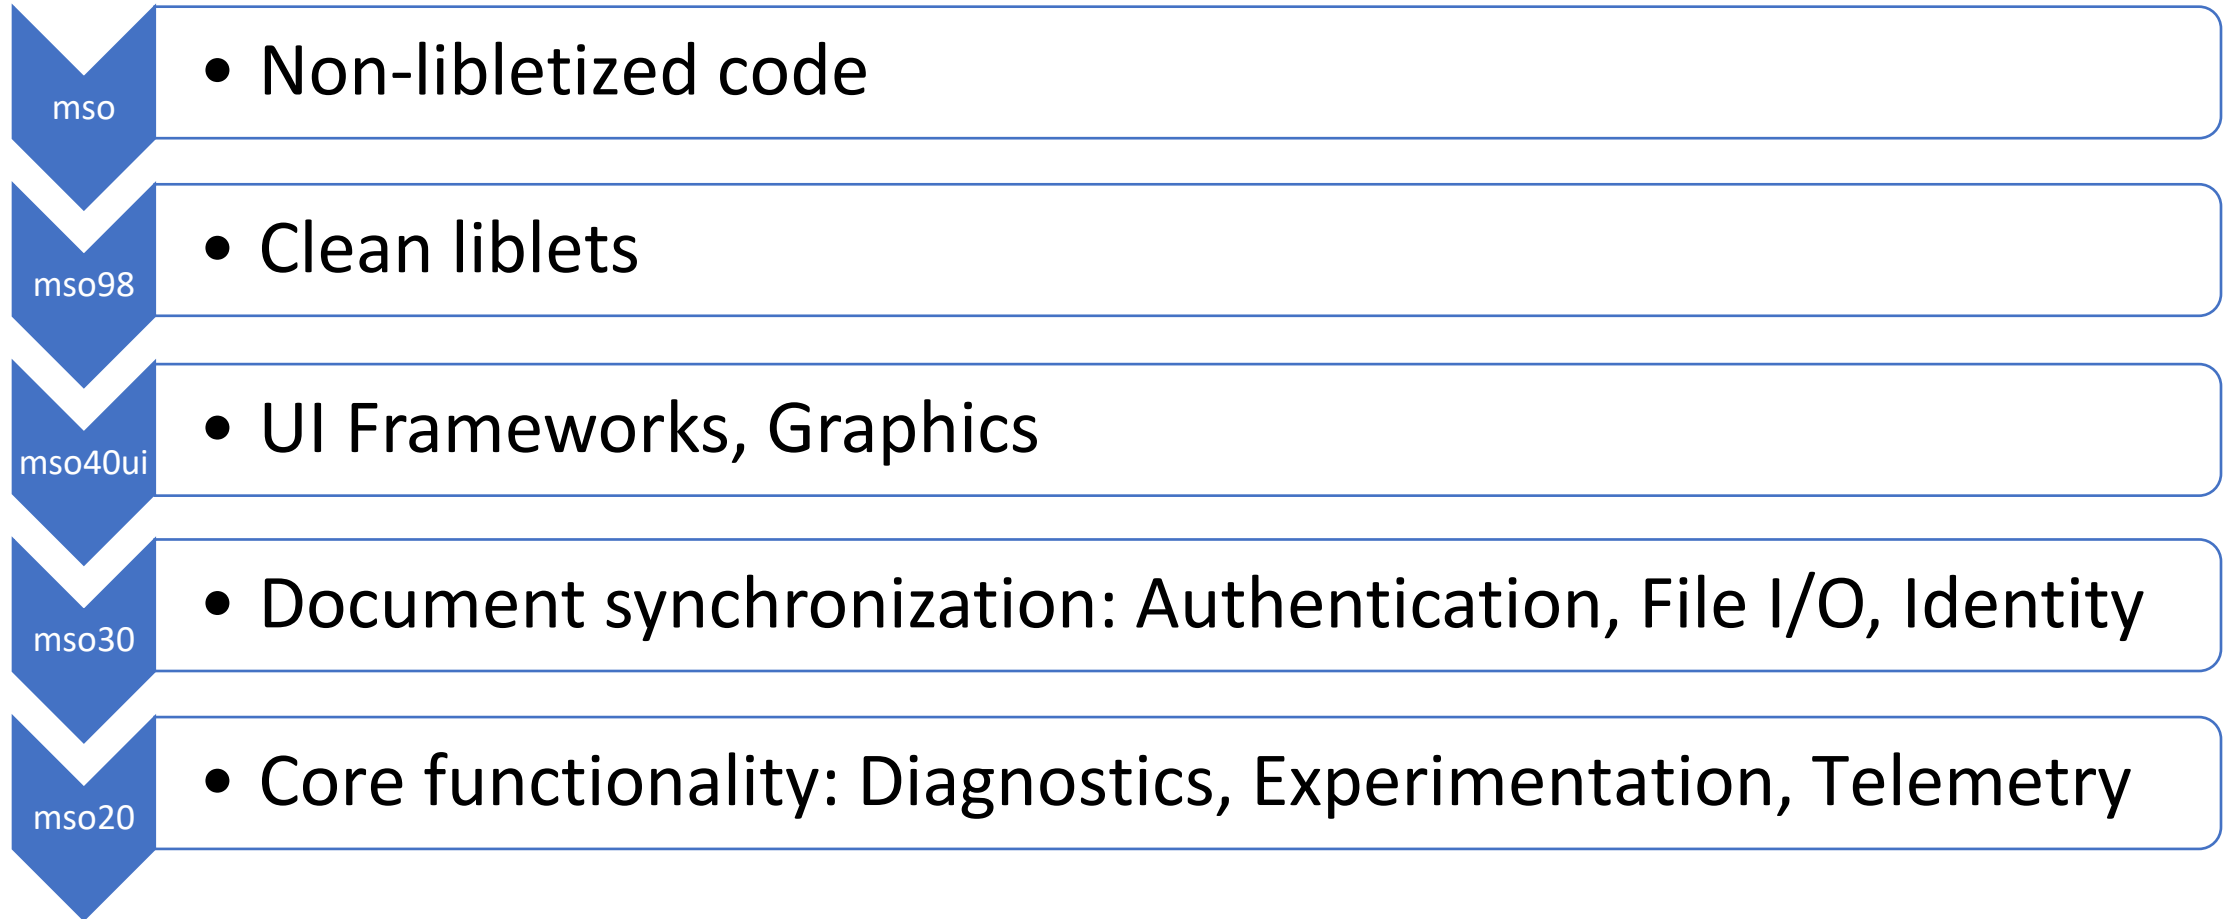 mso
• Non-libletized code
mso98
• Clean liblets
mso40ui
• UI Frameworks, Graphics
mso30
• Document synchronization: Authentication, File I/O, Identity
mso20
• Core functionality: Diagnostics, Experimentation, Telemetry